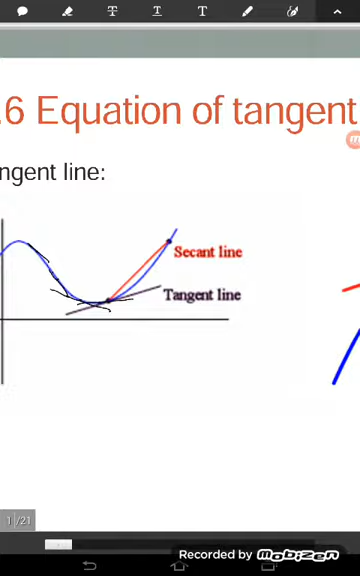 .6 Equation of tangent
ngent line:
Secant line
Tangent line
1/21
Recorded by mobizen